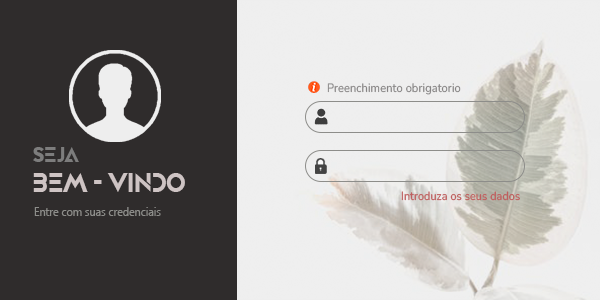 SEJA
BEM - VINDO
Entre com suas credenciais
Preenchimento obrigatorio
Introduza os seus dados